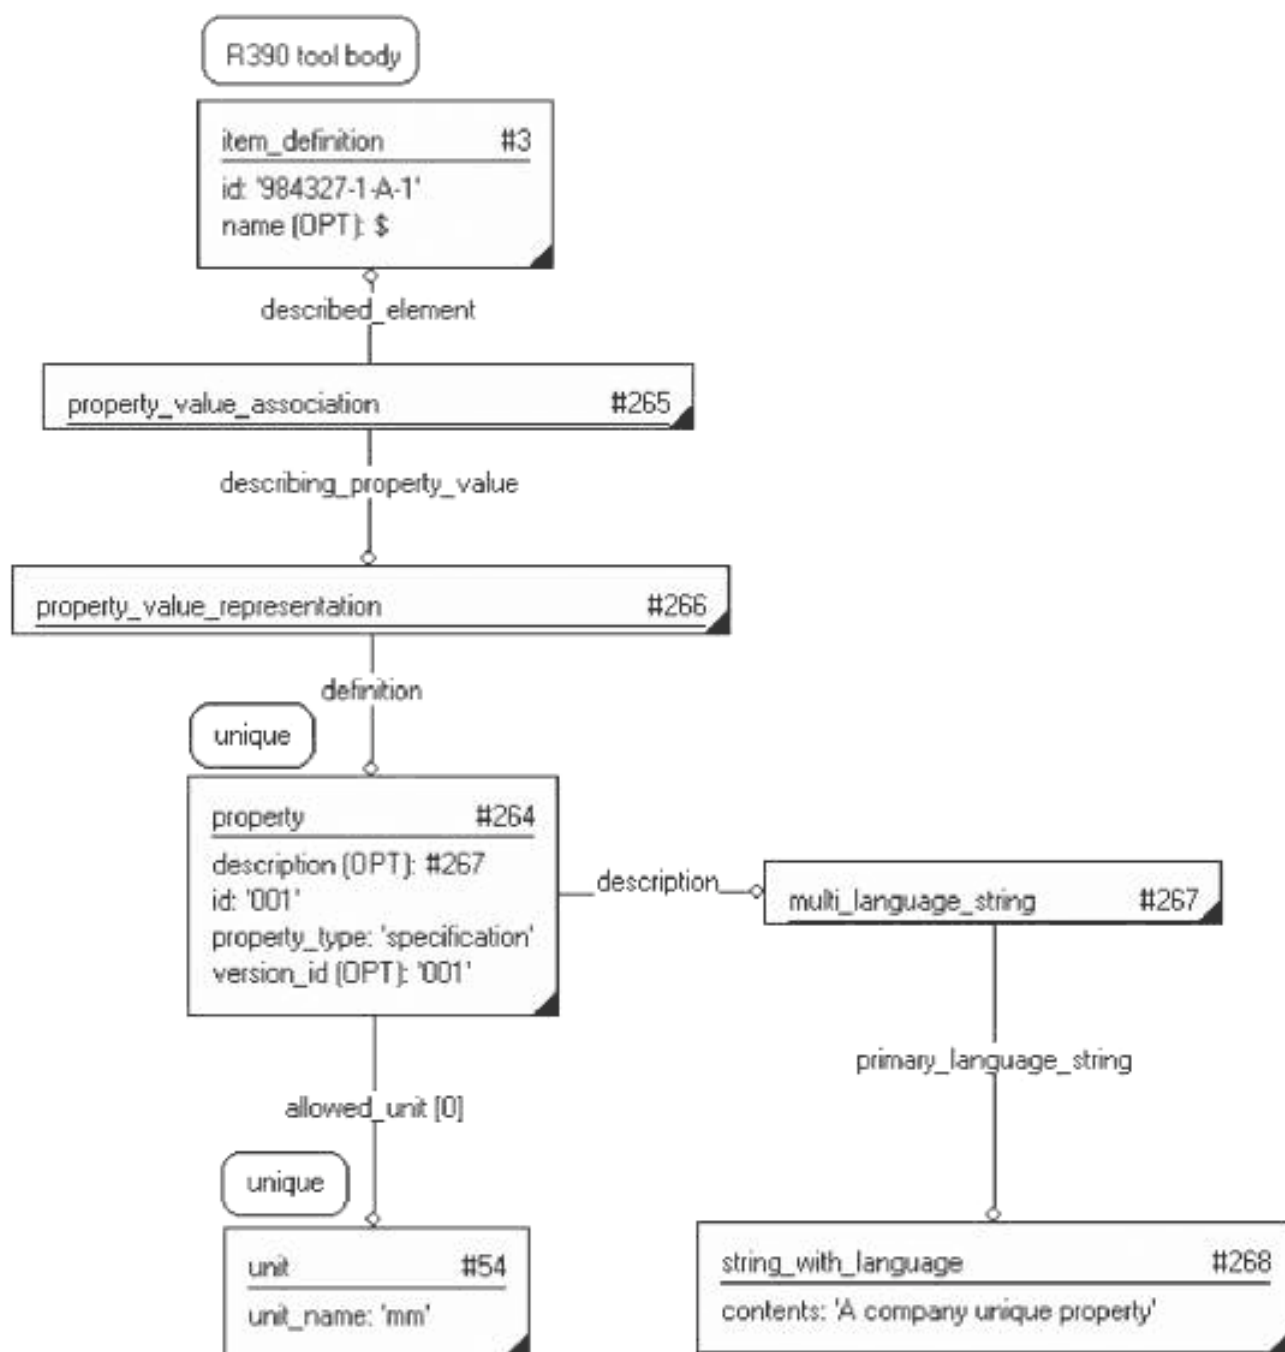 R390 tool body
item_definition #3
id: '984327-1-A-1'
name (OPT): $
described_element
property_value_association #265
describing_property_value
property_value_representation #266
definition
unique
property #264
description (OPT): #267
id: '001'
property_type: 'specification'
version_id (OPT): '001'
description
multi_language_string #267
primary_language_string
allowed_unit [0]
unique
unit #54
unit_name: 'mm'
string_with_language #268
contents: 'A company unique property'